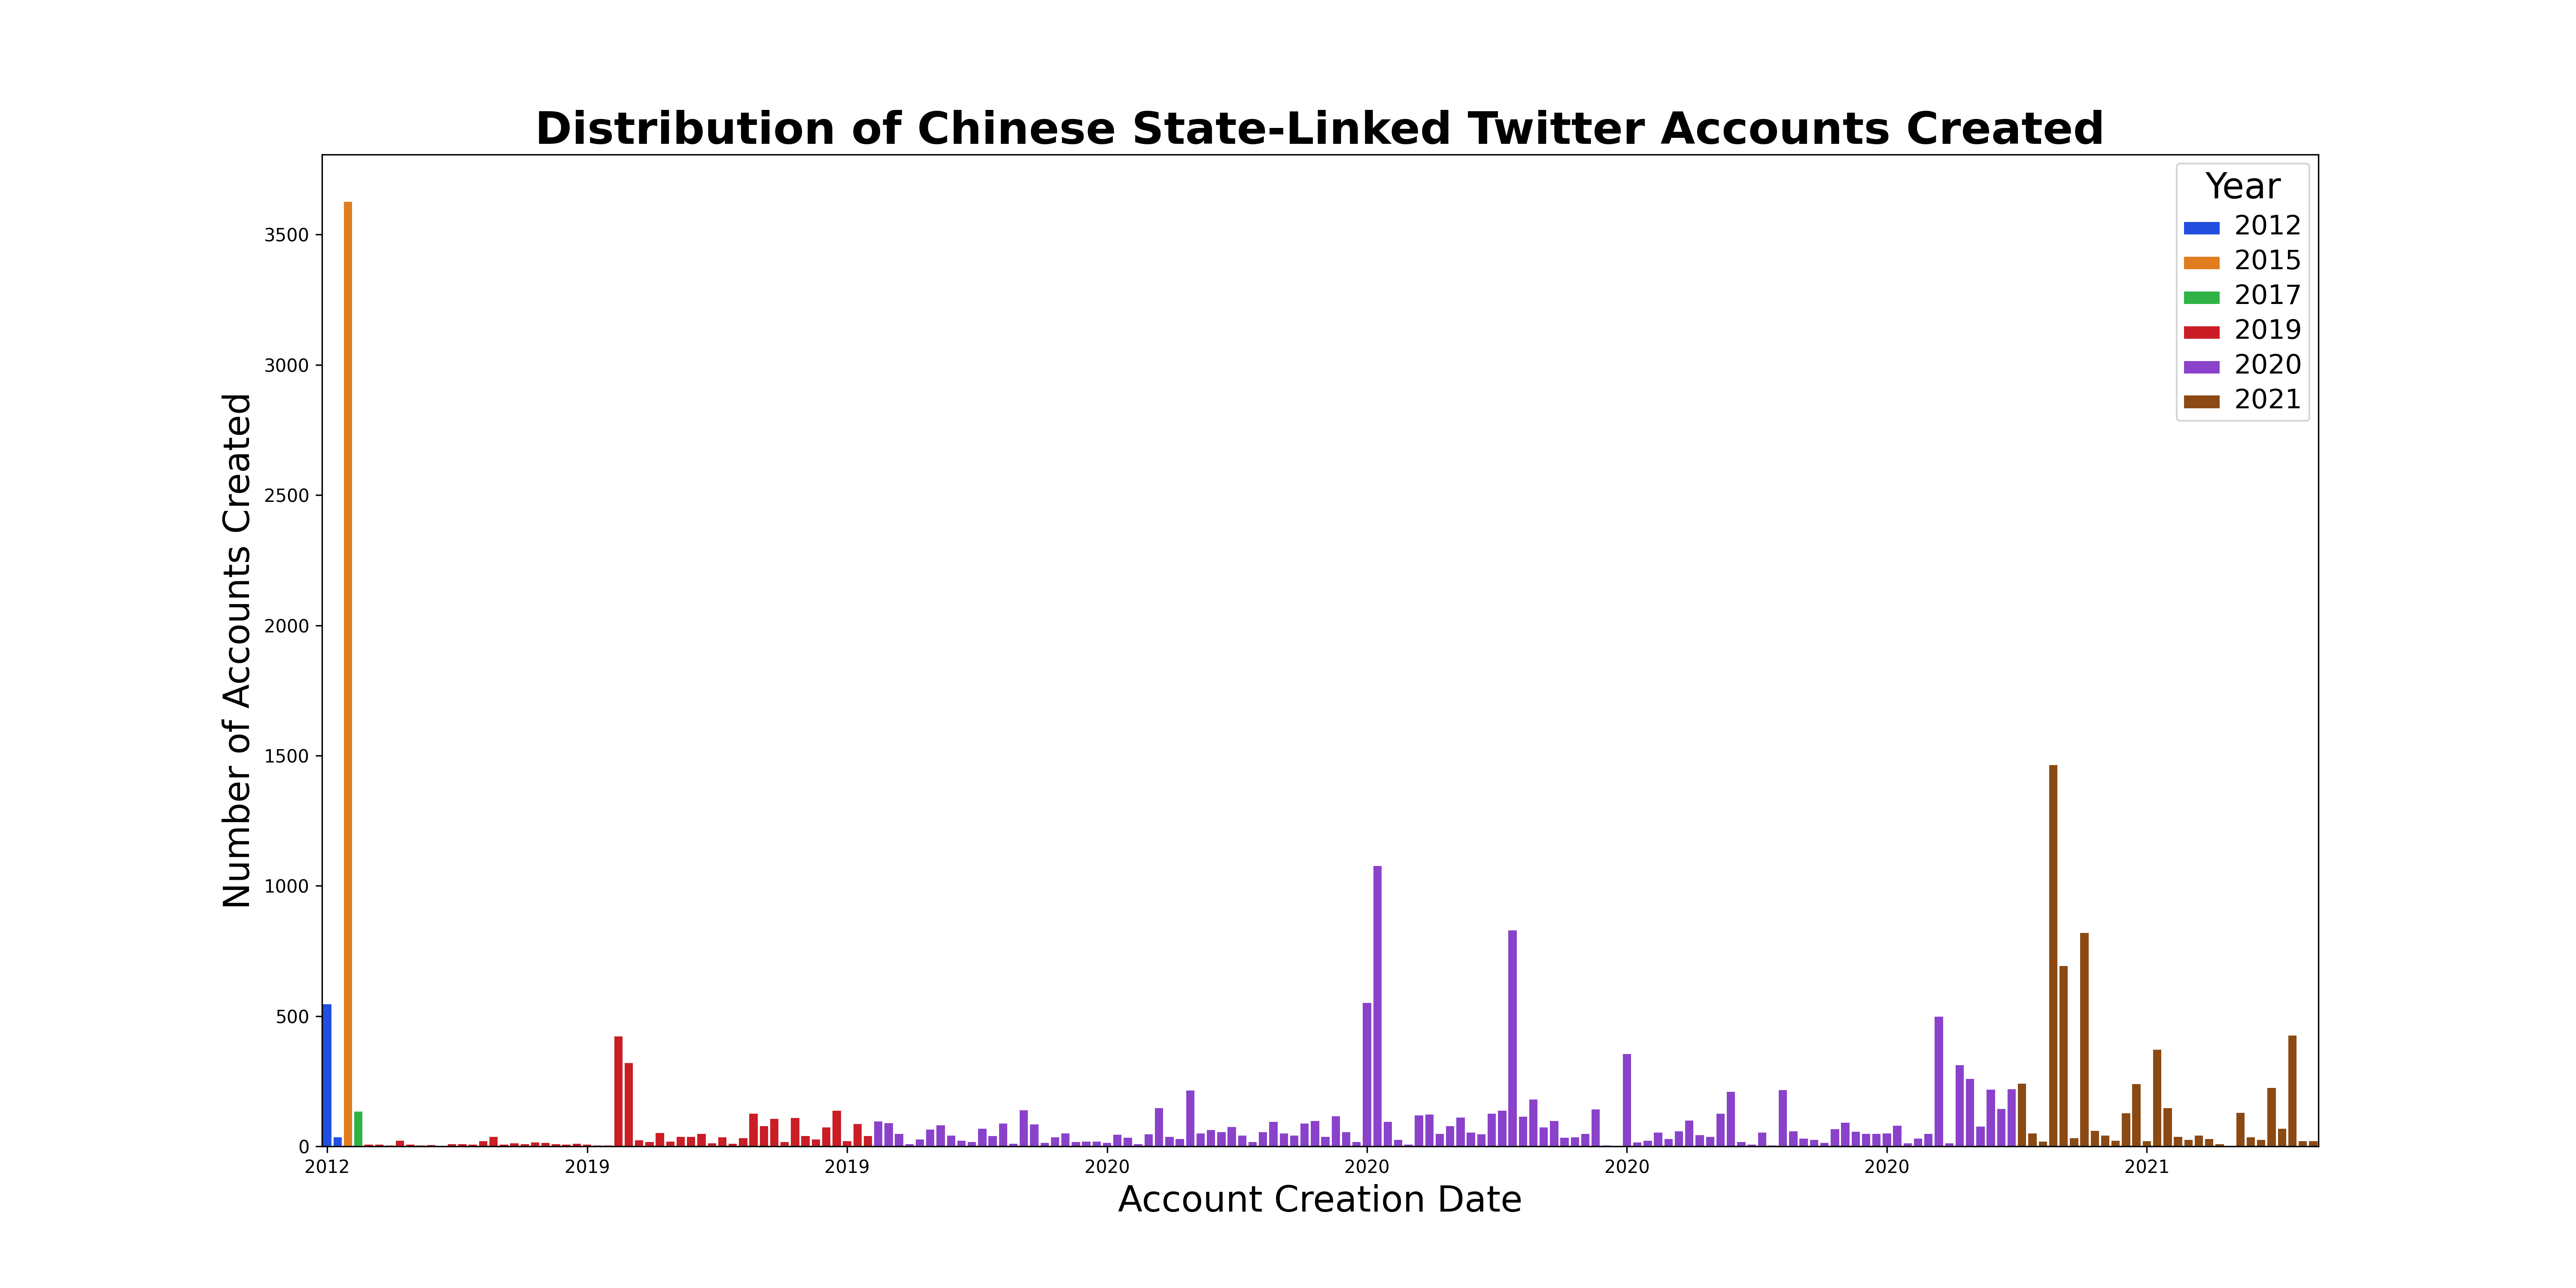 Distribution of Chinese State-Linked Twitter Accounts Created
Year
2012
2015
2017
2019
2020
2021
Number of Accounts Created
3500
3000
2500
2000
1500
1000
500
0
2012 2019 2019 2020 2020 2020 2020 2021
Account Creation Date